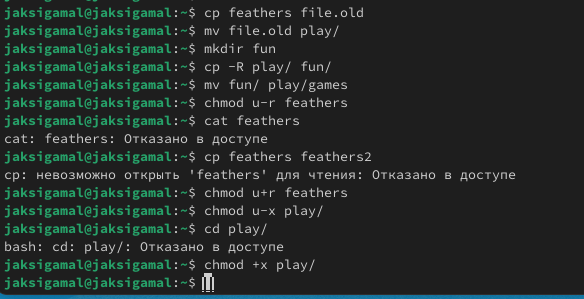 jaksigamal@jaksigamal:~$ cp feathers file.old
jaksigamal@jaksigamal:~$ mv file.old play/
jaksigamal@jaksigamal:~$ mkdir fun
jaksigamal@jaksigamal:~$ cp -R play/ fun/
jaksigamal@jaksigamal:~$ mv fun/ play/games
jaksigamal@jaksigamal:~$ chmod u-r feathers
jaksigamal@jaksigamal:~$ cat feathers
cat: feathers: Отказано в доступе
jaksigamal@jaksigamal:~$ cp feathers feathers2
cp: невозможно открыть 'feathers' для чтения: Отказано в доступе
jaksigamal@jaksigamal:~$ chmod u+r feathers
jaksigamal@jaksigamal:~$ chmod u-x play/
jaksigamal@jaksigamal:~$ cd play/
bash: cd: play/: Отказано в доступе
jaksigamal@jaksigamal:~$ chmod +x play/
jaksigamal@jaksigamal:~$